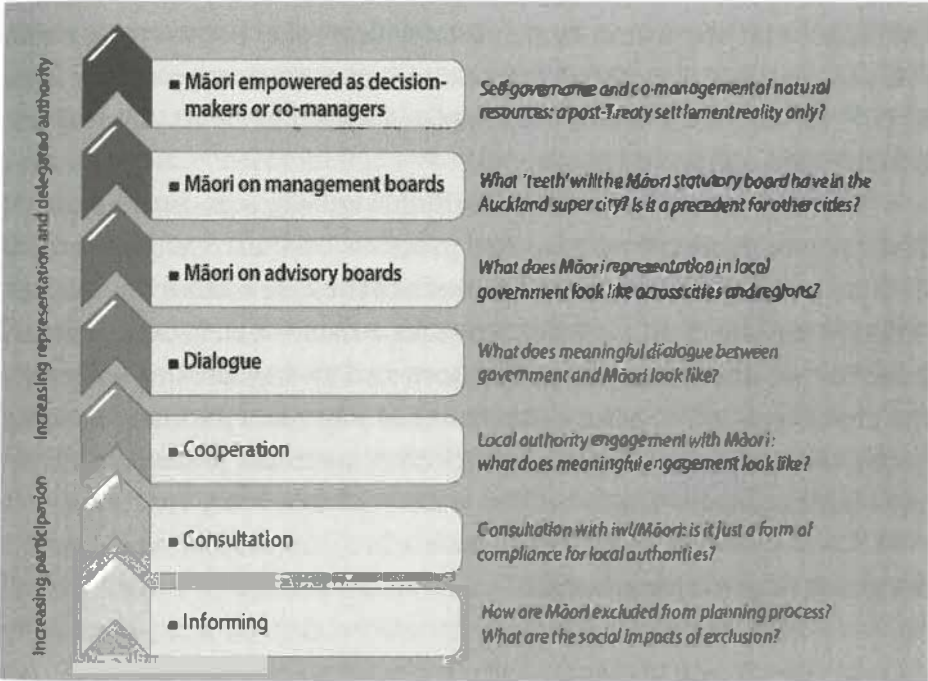 Increasing representation and delegated authority
Increasing participation
▪ Māori empowered as decision-
makers or co-managers
Self-governance and co-management of natural
resources: a post-Treaty settlement reality only?
▪ Māori on management boards
What 'teeth' will the Māori statutory board have in the
Auckland super city? Is it a precedent for other cities?
▪ Māori on advisory boards
What does Māori representation in local
government look like across cities and regions?
▪ Dialogue
What does meaningful dialogue between
government and Māori look like?
▪ Cooperation
Local authority engagement with Māori:
what does meaningful engagement look like?
▪ Consultation
Consultation with iwi/Māori: is it just a form of
compliance for local authorities?
▪ Informing
How are Māori excluded from planning process?
What are the social impacts of exclusion?